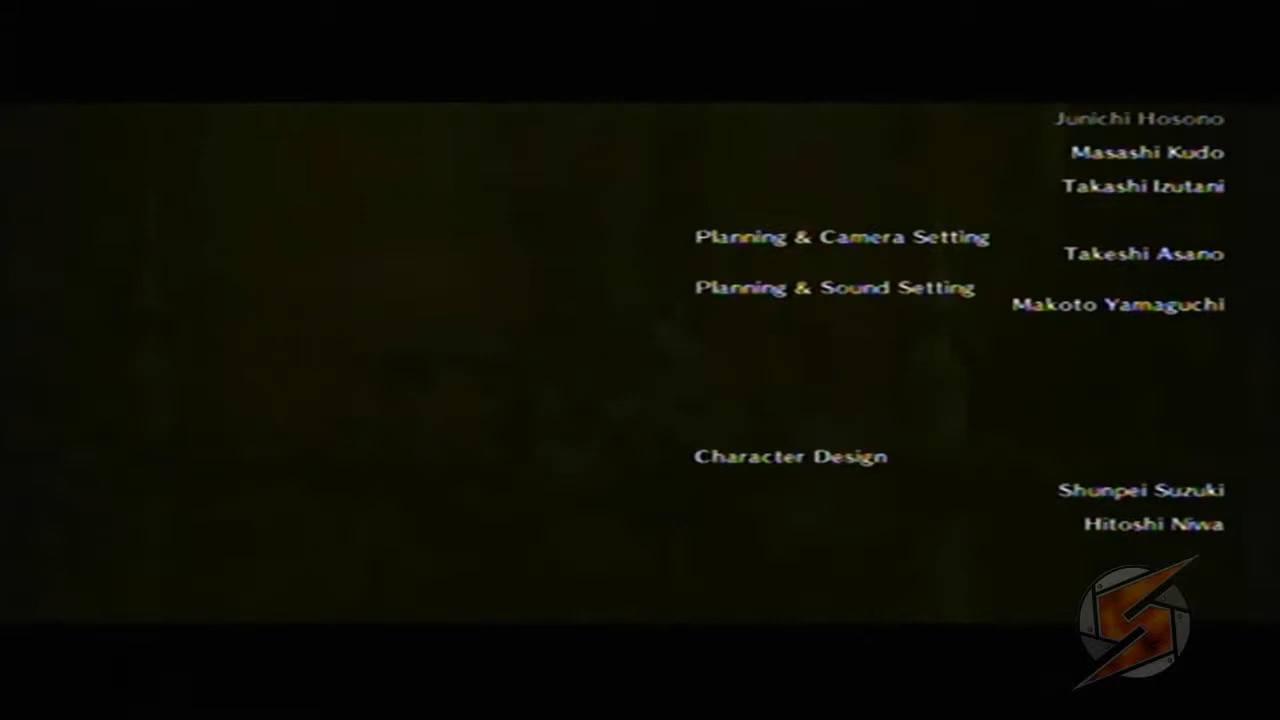 Junichi Hosono
Masashi Kudo
Takashi Izutani
Planning & Camera Setting
Takeshi Asano
Planning & Sound Setting
Makoto Yamaguchi
Character Design
Shunpei Suzuki
Hitoshi Niwa